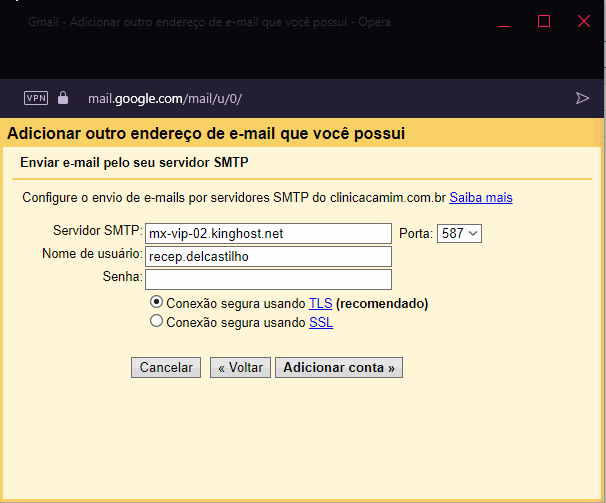 Gmail - Adicionar outro endereço de e-mail que você possui - Opera
VPN mail.google.com/mail/u/0/
Adicionar outro endereço de e-mail que você possui
Enviar e-mail pelo seu servidor SMTP
Configure o envio de e-mails por servidores SMTP do clinicacamim.com.br Saiba mais
Servidor SMTP: mx-vip-02.kinghost.net Porta: 587
Nome de usuário: recep.delcastilho
Senha:
Conexão segura usando TLS (recomendado)
Conexão segura usando SSL
Cancelar « Voltar Adicionar conta »